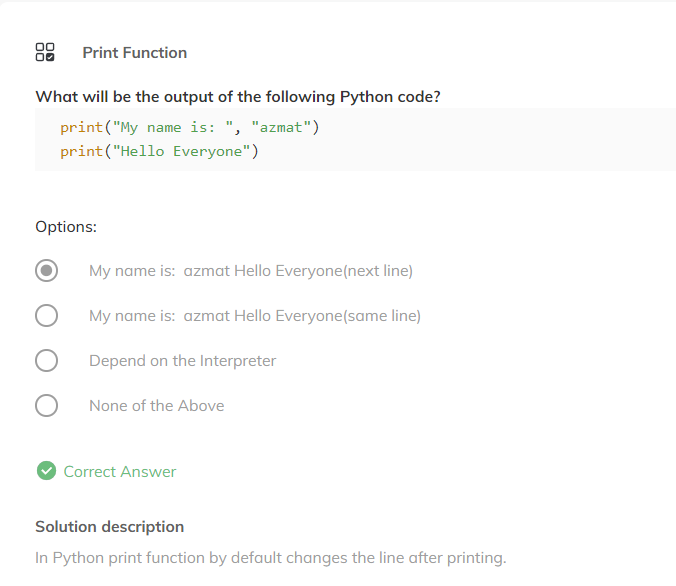 Print Function
What will be the output of the following Python code?
print("My name is: ", "azmat")
print("Hello Everyone")
Options:
My name is:  azmat Hello Everyone(next line)
My name is:  azmat Hello Everyone(same line)
Depend on the Interpreter
None of the Above
Correct Answer
Solution description
In Python print function by default changes the line after printing.